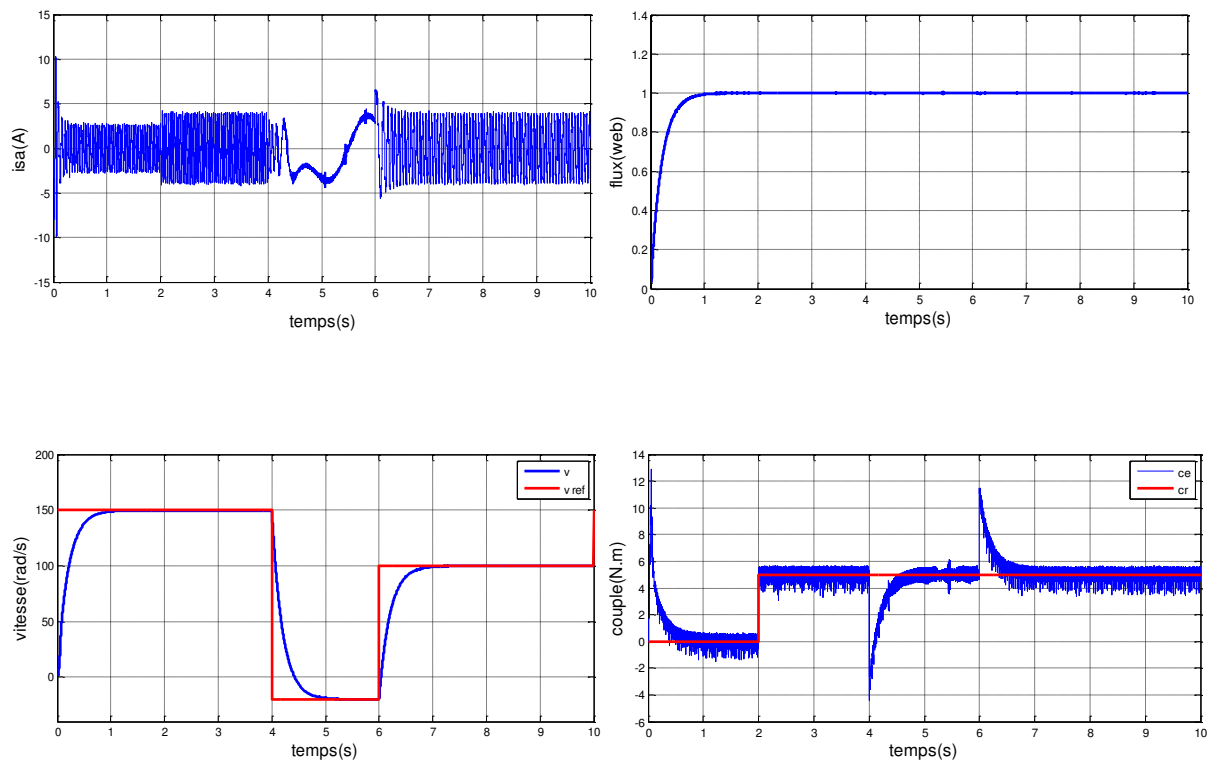 15
10
5
0
-5
-10
-15
isa(A)
0 1 2 3 4 5 6 7 8 9 10
temps(s)
1.4
1.2
1
0.8
0.6
0.4
0.2
0
flux(web)
0 1 2 3 4 5 6 7 8 9 10
temps(s)
200
150
100
50
0
vitesse(rad/s)
v
v ref
0 1 2 3 4 5 6 7 8 9 10
temps(s)
14
12
10
8
6
4
2
0
-2
-4
-6
couple(N.m)
ce
cr
0 1 2 3 4 5 6 7 8 9 10
temps(s)